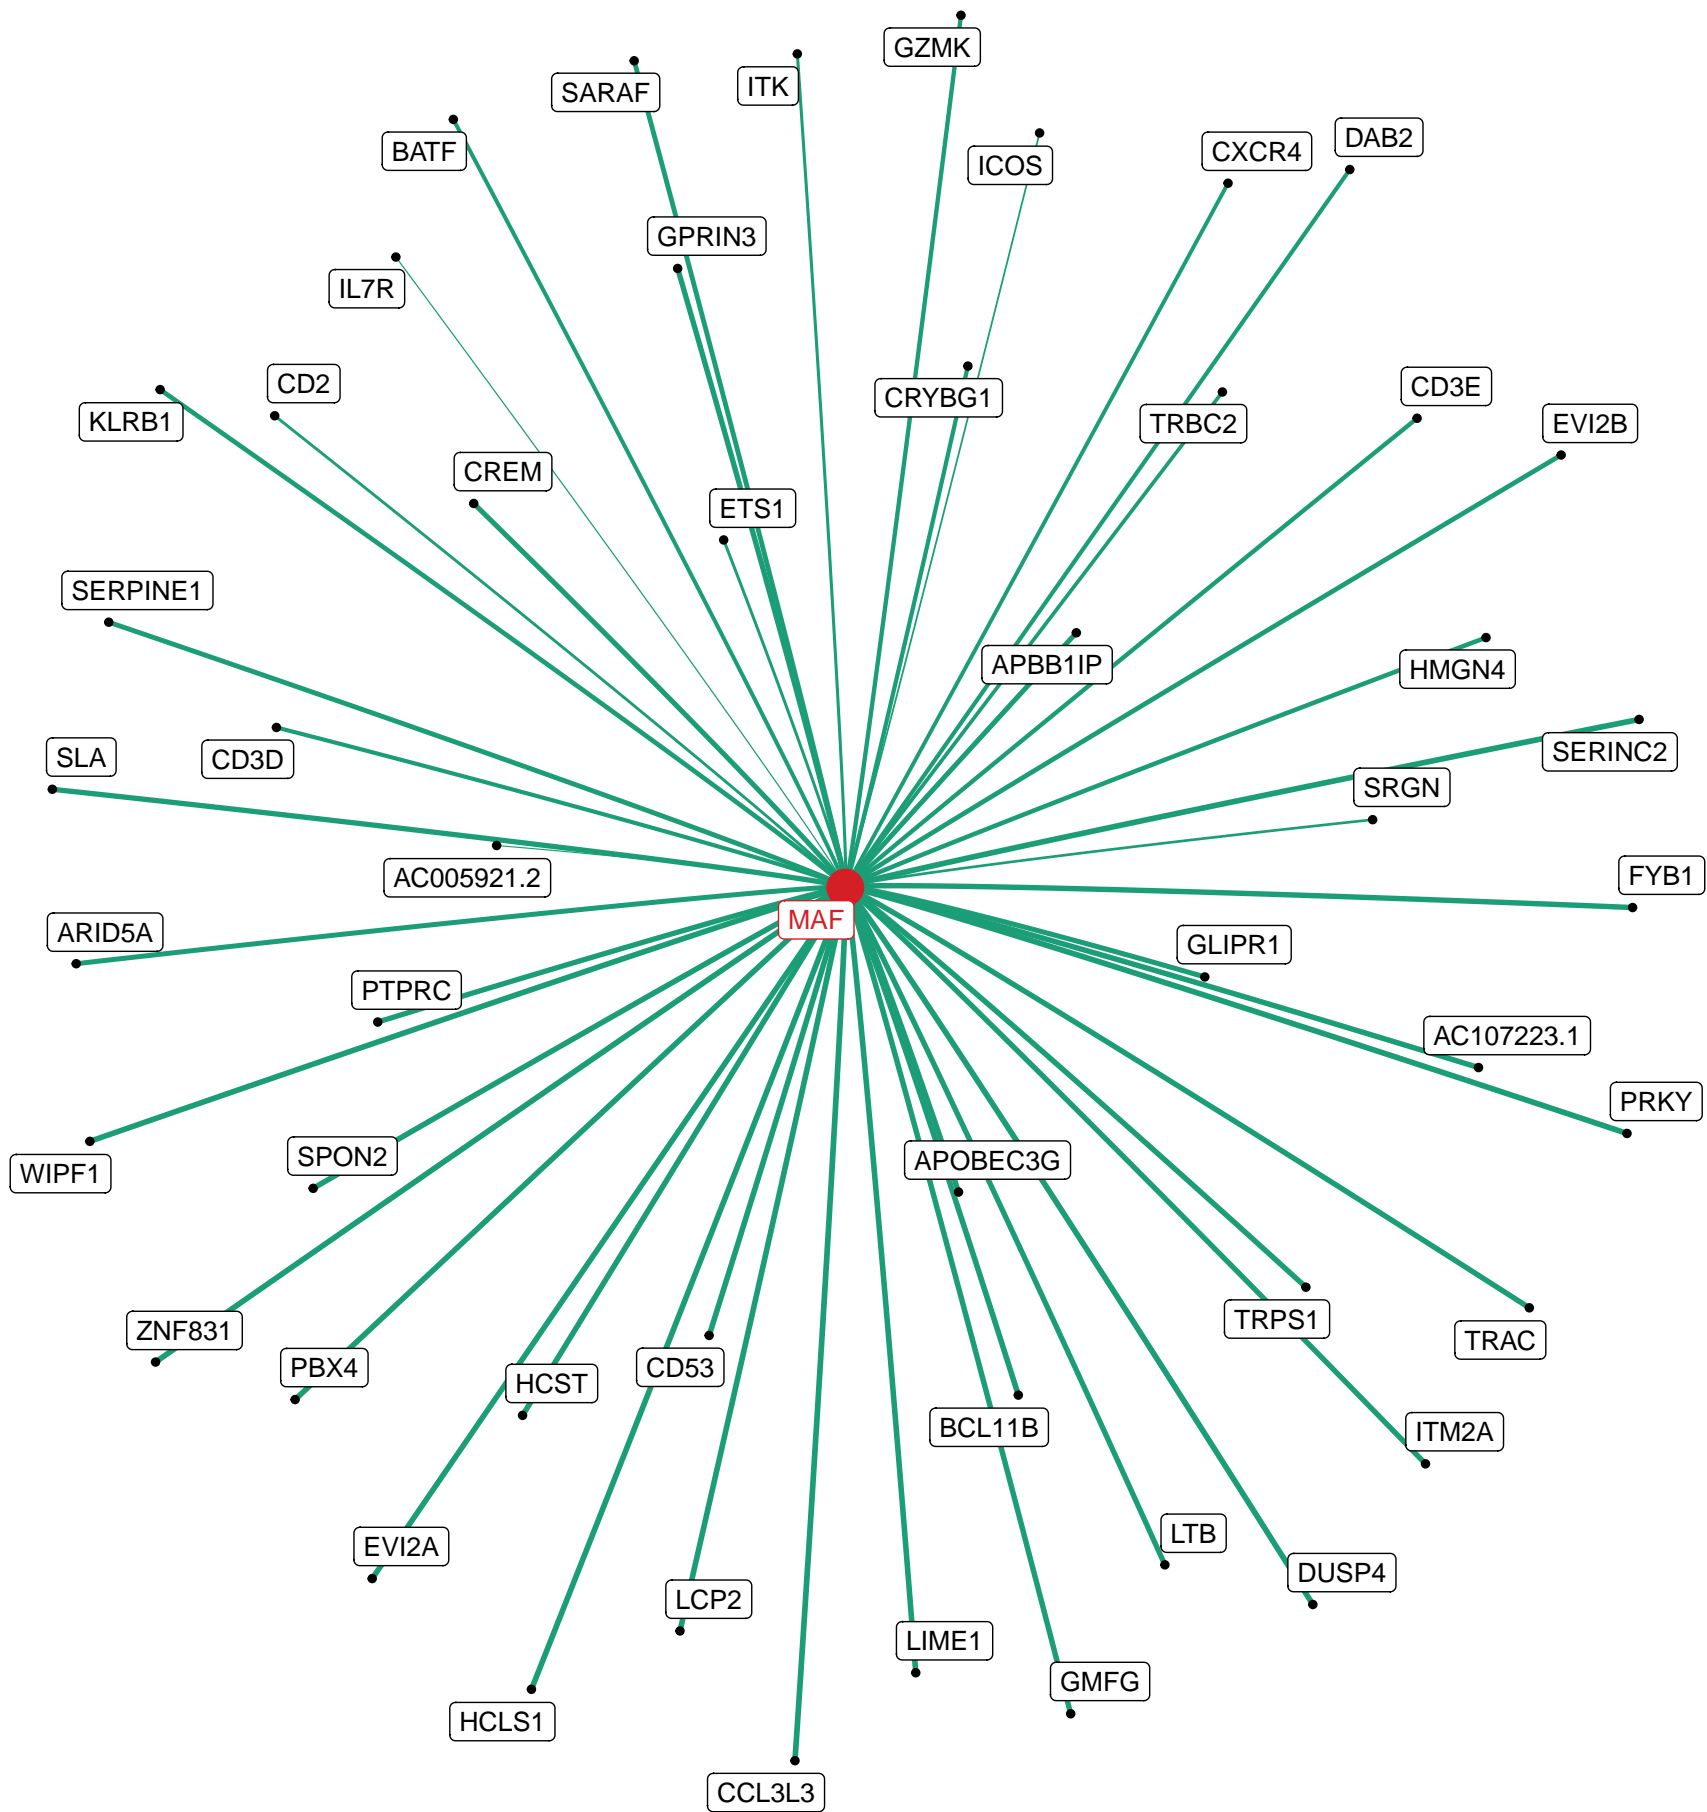 GZMK
ITK
SARAF
DAB2
BATF
CXCR4
ICOS
GPRIN3
IL7R
CD2
CD3E
CRYBG1
KLRB1
TRBC2
EVI2B
CREM
ETS1
SERPINE1
APBB1IP
HMGN4
SERINC2
SLA
CD3D
SRGN
FYB1
AC005921.2
MAF
ARID5A
GLIPR1
PTPRC
AC107223.1
PRKY
SPON2
APOBEC3G
WIPF1
TRPS1
ZNF831
TRAC
PBX4
CD53
HCST
BCL11B
ITM2A
LTB
EVI2A
DUSP4
LCP2
LIME1
GMFG
HCLS1
CCL3L3